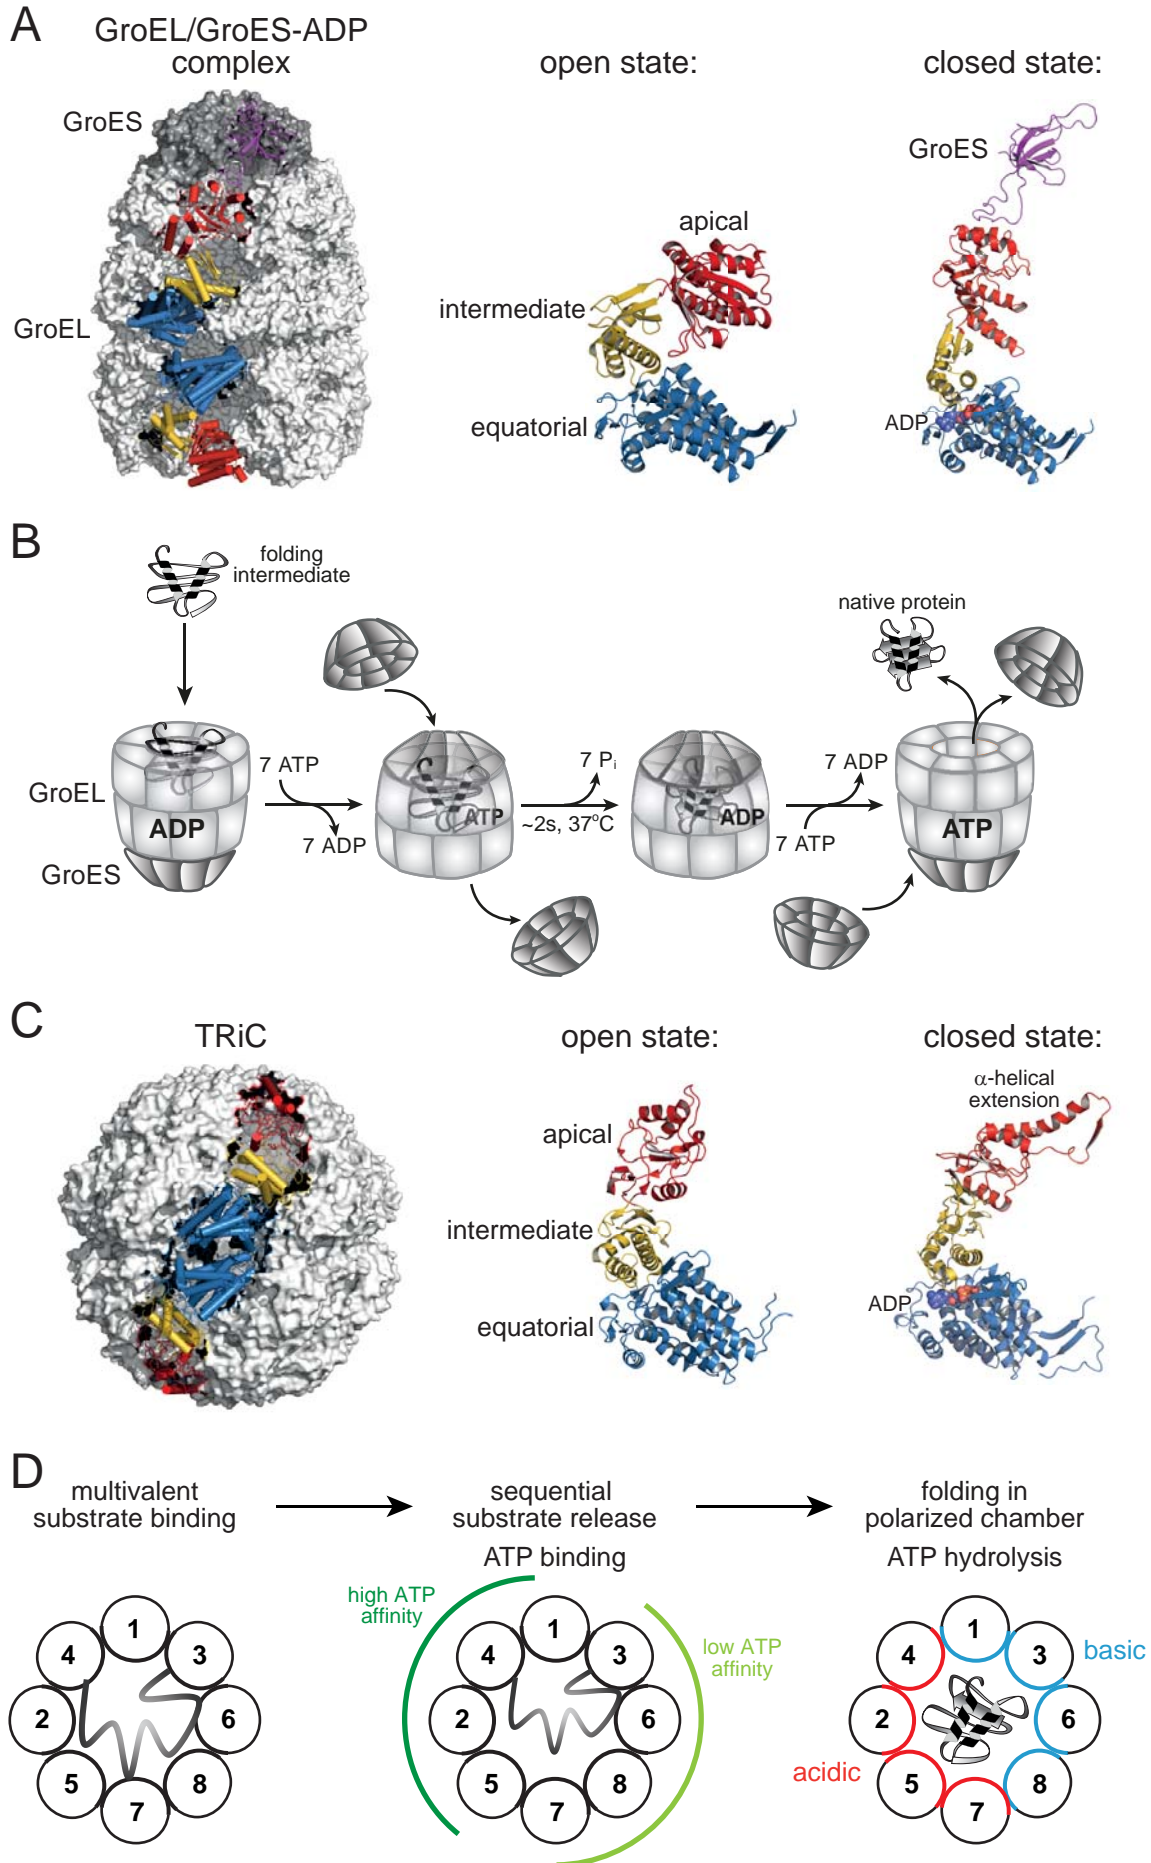 A
GroEL/GroES-ADP
complex
open state:
closed state:
GroES
GroES
apical
intermediate
GroEL
equatorial
ADP
B
folding
intermediate
native protein
7 ATP
7 Pi
7 ADP
GroEL
ATP
ADP
ADP
ATP
~2s, 37°C
7 ADP
7 ATP
GroES
C
TRiC
open state:
closed state:
α-helical
extension
apical
intermediate
ADP
equatorial
D
multivalent
substrate binding
sequential
substrate release
folding in
polarized chamber
ATP binding
ATP hydrolysis
high ATP
affinity
low ATP
affinity
basic
acidic
1
4
3
2
6
5
8
7
1
4
3
2
6
5
8
7
1
4
3
2
6
5
8
7